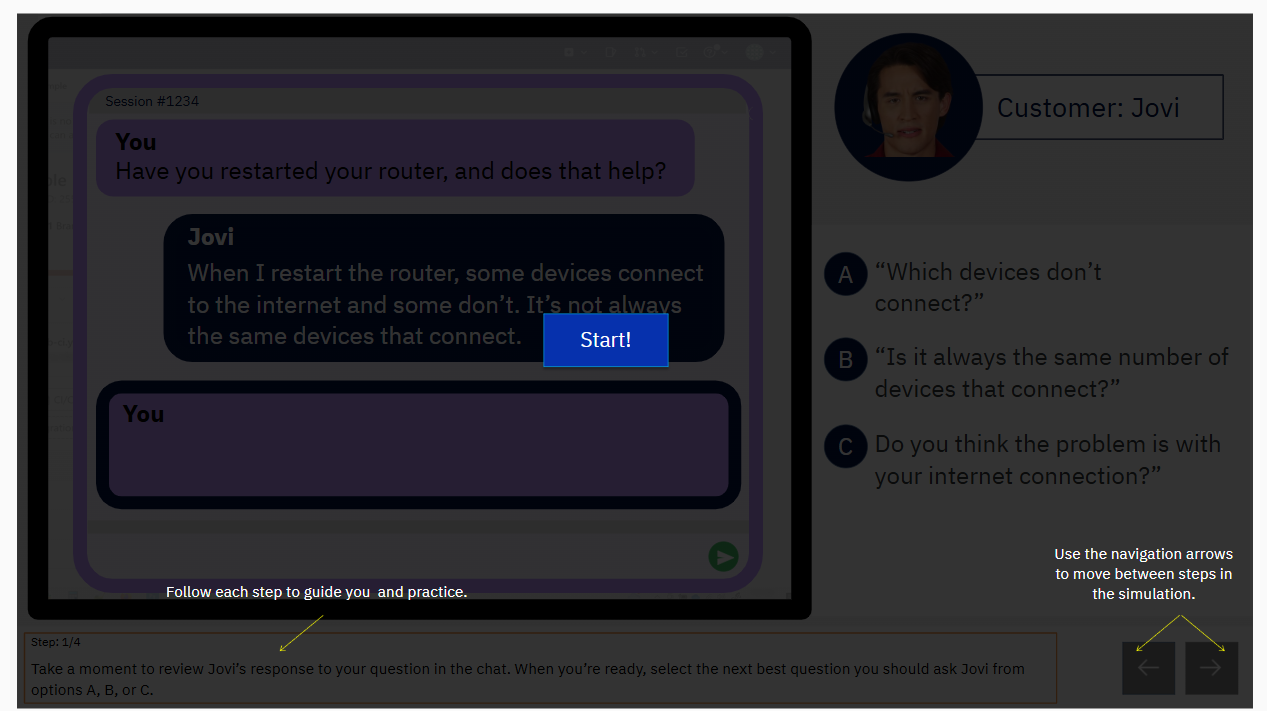 Session #1234
You
Have you restarted your router, and does that help?
Jovi
When I restart the router, some devices connect
to the internet and some don’t. It’s not always
the same devices that connect.
Start!
You
Customer: Jovi
A “Which devices don’t
connect?”
B “Is it always the same number of
devices that connect?”
C Do you think the problem is with
your internet connection?”
Follow each step to guide you and practice.
Use the navigation arrows
to move between steps in
the simulation.
Step: 1/4
Take a moment to review Jovi’s response to your question in the chat. When you’re ready, select the next best question you should ask Jovi from
options A, B, or C.